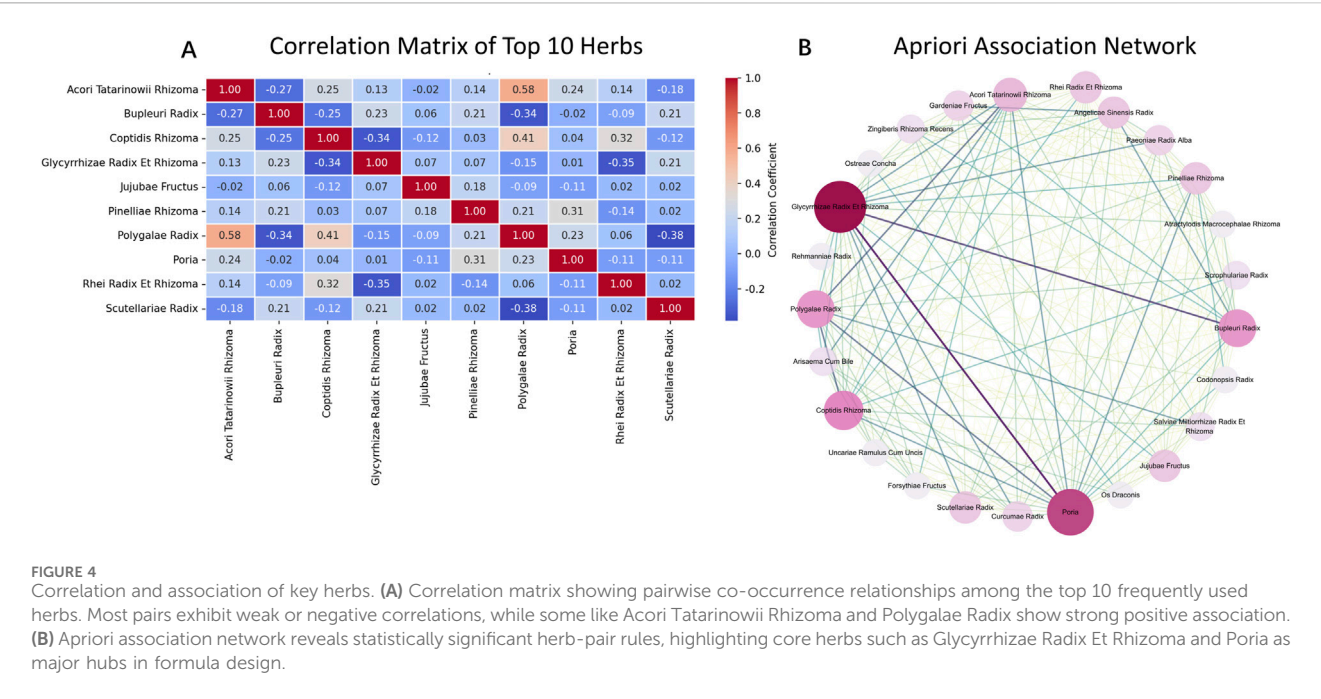 A
Correlation Matrix of Top 10 Herbs
Acori Tatarinowii Rhizoma
1.00 -0.27 0.25 0.13 -0.02 0.14 0.58 0.24 0.14 -0.18
Bupleuri Radix
-0.27 1.00 -0.25 0.23 0.06 0.21 -0.34 -0.02 -0.09 0.21
Coptidis Rhizoma
0.25 -0.25 1.00 -0.34 -0.12 0.03 0.41 0.04 0.32 -0.12
Glycyrrhizae Radix Et Rhizoma
0.13 0.23 -0.34 1.00 0.07 0.07 -0.15 0.01 -0.35 0.21
Jujubae Fructus
-0.02 0.06 -0.12 0.07 1.00 0.18 -0.09 -0.11 0.02 0.02
Pinelliae Rhizoma
0.14 0.21 0.03 0.07 0.18 1.00 0.21 0.31 -0.14 0.02
Polygalae Radix
0.58 -0.34 0.41 -0.15 -0.09 0.21 1.00 0.23 0.06 -0.38
Poria
0.24 -0.02 0.04 0.01 -0.11 0.31 0.23 1.00 -0.11 -0.11
Rhei Radix Et Rhizoma
0.14 -0.09 0.32 -0.35 0.02 -0.14 0.06 -0.11 1.00 0.02
Scutellariae Radix
-0.18 0.21 -0.12 0.21 0.02 0.02 -0.38 -0.11 0.02 1.00
Acori Tatarinowii Rhizoma
Bupleuri Radix
Coptidis Rhizoma
Glycyrrhizae Radix Et Rhizoma
Jujubae Fructus
Pinelliae Rhizoma
Polygalae Radix
Poria
Rhei Radix Et Rhizoma
Scutellariae Radix
1.0
0.8
0.6
0.4
0.2
0.0
-0.2
Correlation Coefficient
B
Apriori Association Network
Rhei Radix Et Rhizoma
Acori Tatarinowii Rhizoma
Gardeniae Fructus
Angelicae Sinensis Radix
Zingiberis Rhizoma Recens
Paeoniae Radix Alba
Ostreae Concha
Pinelliae Rhizoma
Glycyrrhizae Radix Et Rhizoma
Atractylodis Macrocephalae Rhizoma
Rehmanniae Radix
Scrophulariae Radix
Polygalae Radix
Bupleuri Radix
Arisaema Cum Bile
Codonopsis Radix
Coptidis Rhizoma
Salviae Miltiorrhizae Radix Et
Rhizoma
Uncariae Ramulus Cum Uncis
Jujubae Fructus
Forsythiae Fructus
Os Draconis
Scutellariae Radix
Curcumae Radix
Poria
FIGURE 4
Correlation and association of key herbs. (A) Correlation matrix showing pairwise co-occurrence relationships among the top 10 frequently used
herbs. Most pairs exhibit weak or negative correlations, while some like Acori Tatarinowii Rhizoma and Polygalae Radix show strong positive association.
(B) Apriori association network reveals statistically significant herb-pair rules, highlighting core herbs such as Glycyrrhizae Radix Et Rhizoma and Poria as
major hubs in formula design.